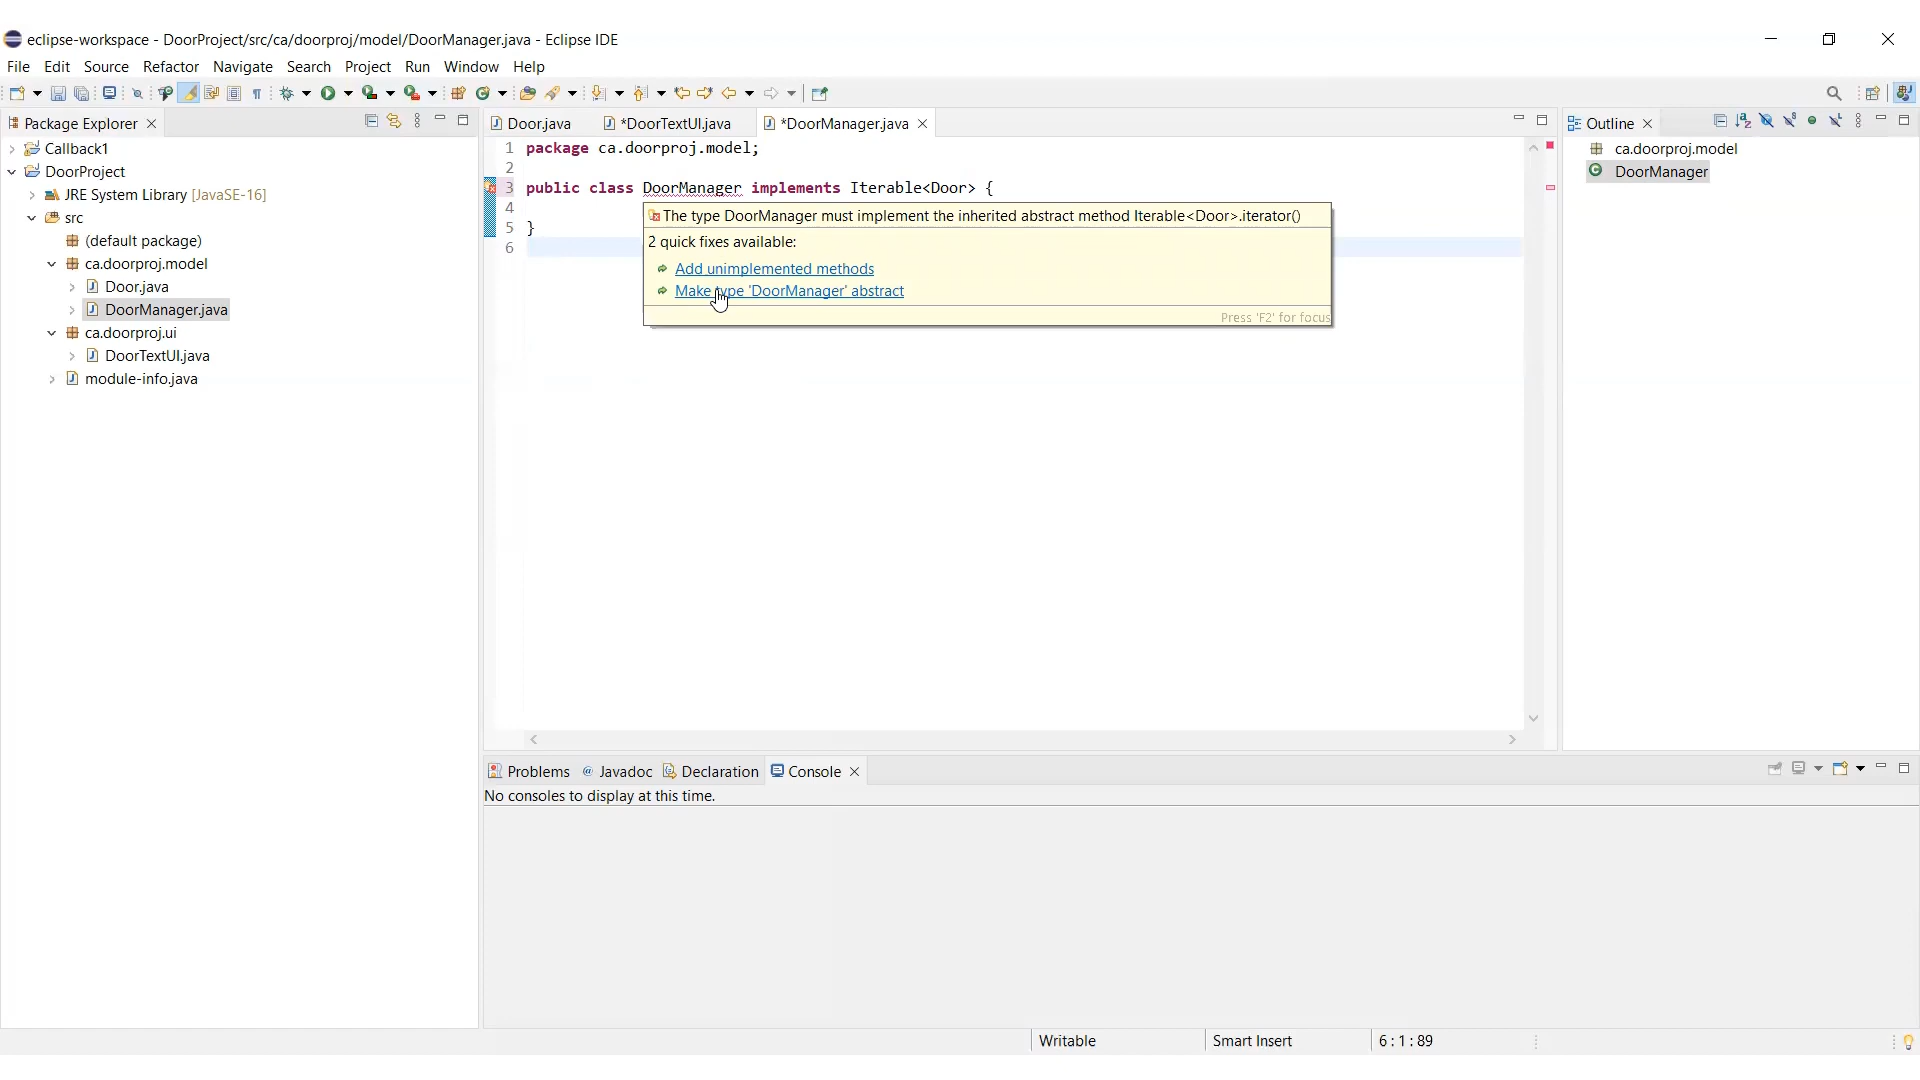 eclipse-workspace - DoorProject/src/ca/doorproj/model/DoorManager.java - Eclipse IDE
File Edit Source Refactor Navigate Search Project Run Window Help
Package Explorer
Callback1
DoorProject
JRE System Library [JavaSE-16]
src
(default package)
ca.doorproj.model
Door.java
DoorManager.java
ca.doorproj.ui
DoorTextUI.java
module-info.java
Door.java *DoorTextUI.java *DoorManager.java
1 package ca.doorproj.model;
2
3 public class DoorManager implements Iterable<Door> {
4
5 }
6
The type DoorManager must implement the inherited abstract method Iterable<Door>.iterator()
2 quick fixes available:
Add unimplemented methods
Make type 'DoorManager' abstract
Press 'F2' for focus
Outline
ca.doorproj.model
DoorManager
Problems @ Javadoc Declaration Console
No consoles to display at this time.
Writable Smart Insert 6 : 1 : 89